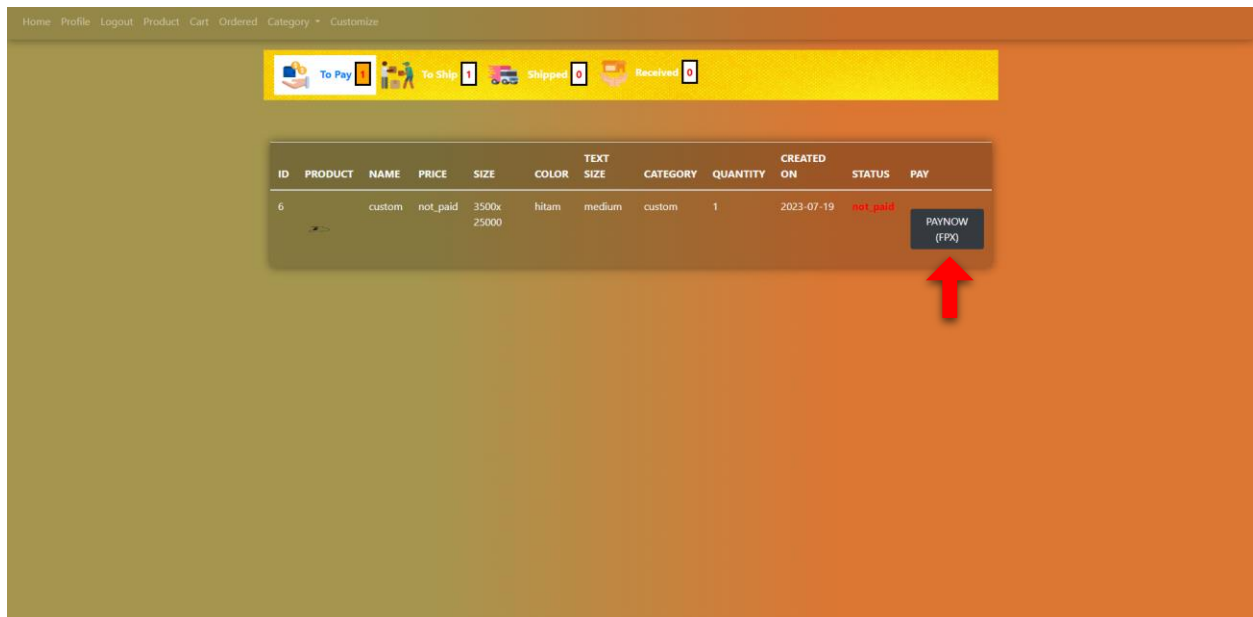 Home Profile Logout Product Cart Ordered Category Customize
To Pay 1 To Ship 1 Shipped 0 Received 0
ID PRODUCT NAME PRICE SIZE COLOR TEXT SIZE CATEGORY QUANTITY CREATED ON STATUS PAY
6 custom not_paid 3500x 25000 hitam medium custom 1 2023-07-19 not_paid PAYNOW (FPX)